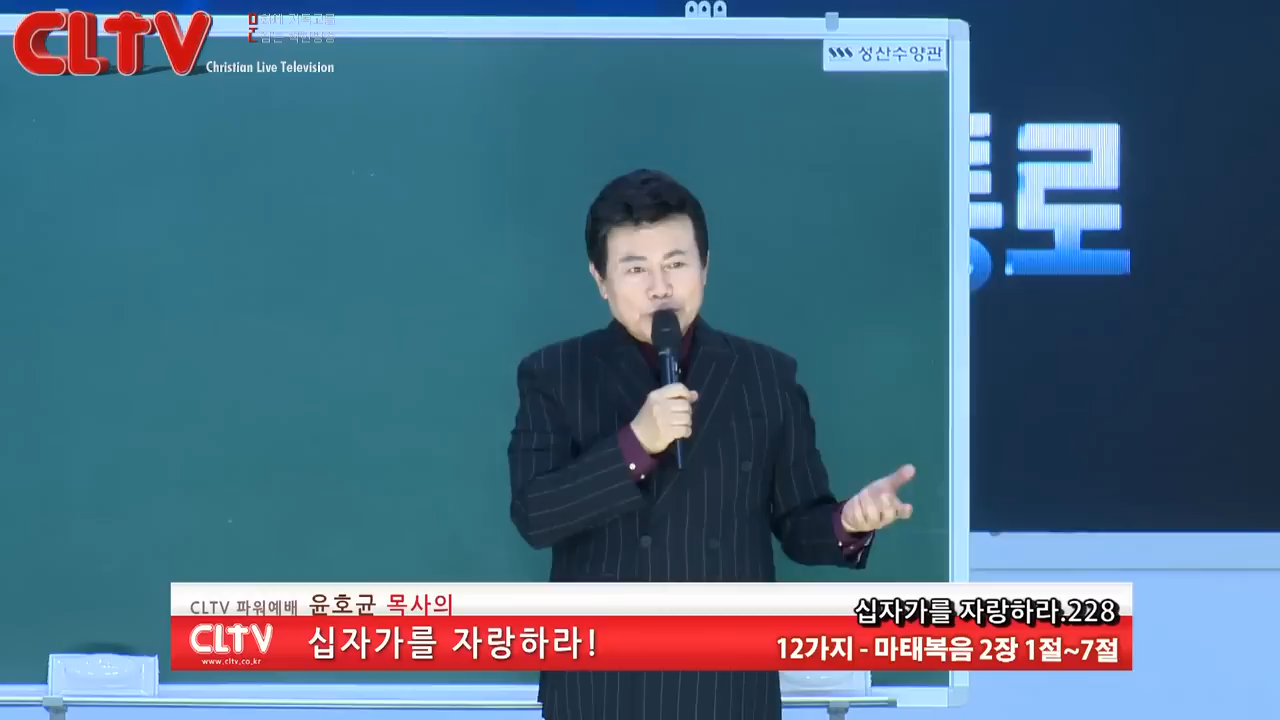 CLTV
Christian Live Television
성산수양관
로
CLTV 파워예배 윤호균 목사의
십자가를 자랑하라.228
CLTV
www.cltv.co.kr
십자가를 자랑하라!
12가지 - 마태복음 2장 1절~7절